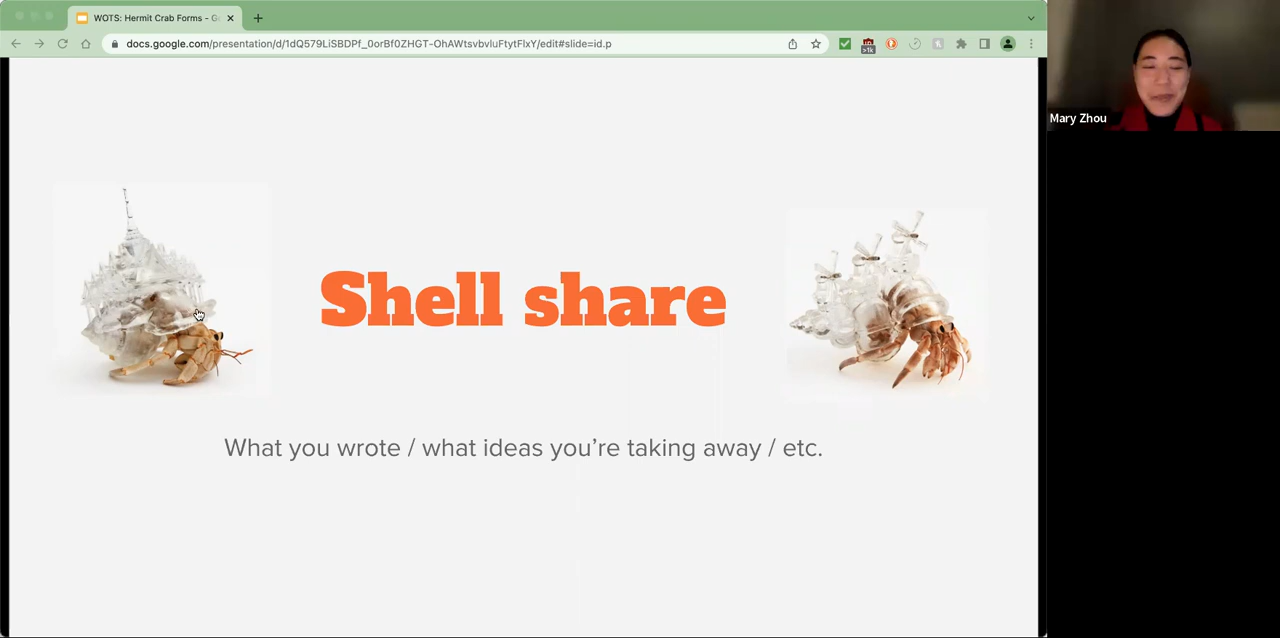 WOTS: Hermit Crab Forms - G
docs.google.com/presentation/d/1dQ579LiSBDPf_0orBf0ZHGT-OhAWtsvbvluFtytFlxY/edit#slide=id.p
>1k
Mary Zhou
Shell share
What you wrote / what ideas you’re taking away / etc.